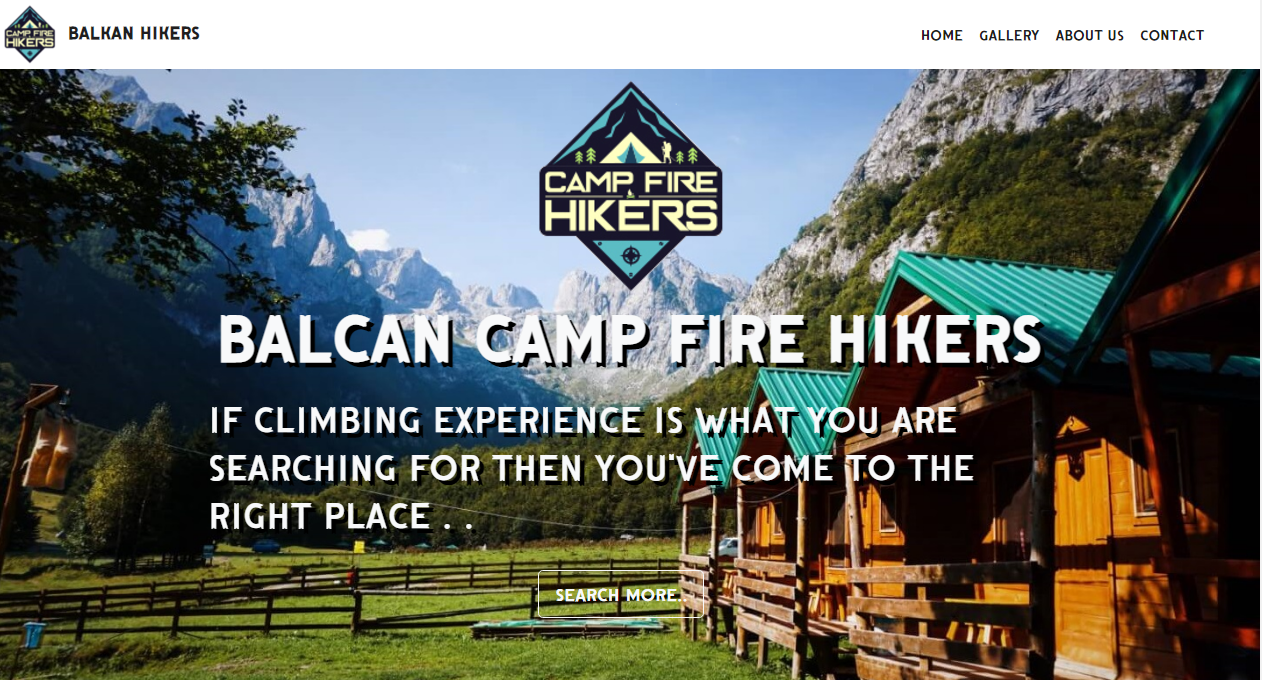 CAMP FIRE
HIKERS
BALKAN HIKERS
HOME GALLERY ABOUT US CONTACT
CAMP FIRE
HIKERS
BALCAN CAMP FIRE HIKERS
IF CLIMBING EXPERIENCE IS WHAT YOU ARE
SEARCHING FOR THEN YOU'VE COME TO THE
RIGHT PLACE . .
SEARCH MORE..